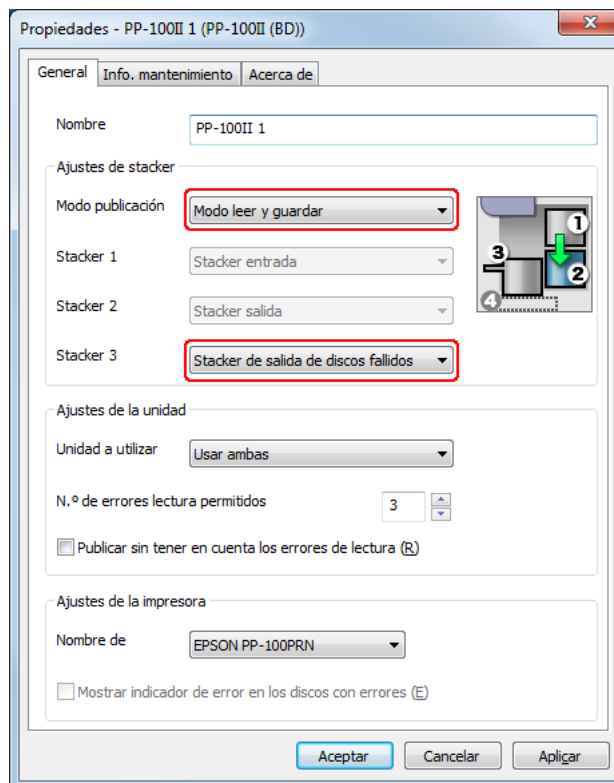 Propiedades - PP-100II 1 (PP-100II (BD))
General Info. mantenimiento Acerca de
Nombre PP-100II 1
Ajustes de stacker
Modo publicación Modo leer y guardar
Stacker 1 Stacker entrada
Stacker 2 Stacker salida
Stacker 3 Stacker de salida de discos fallidos
1
3
2
4
Ajustes de la unidad
Unidad a utilizar Usar ambas
N.º de errores lectura permitidos 3
Publicar sin tener en cuenta los errores de lectura (R)
Ajustes de la impresora
Nombre de EPSON PP-100PRN
Mostrar indicador de error en los discos con errores (E)
Aceptar Cancelar Aplicar